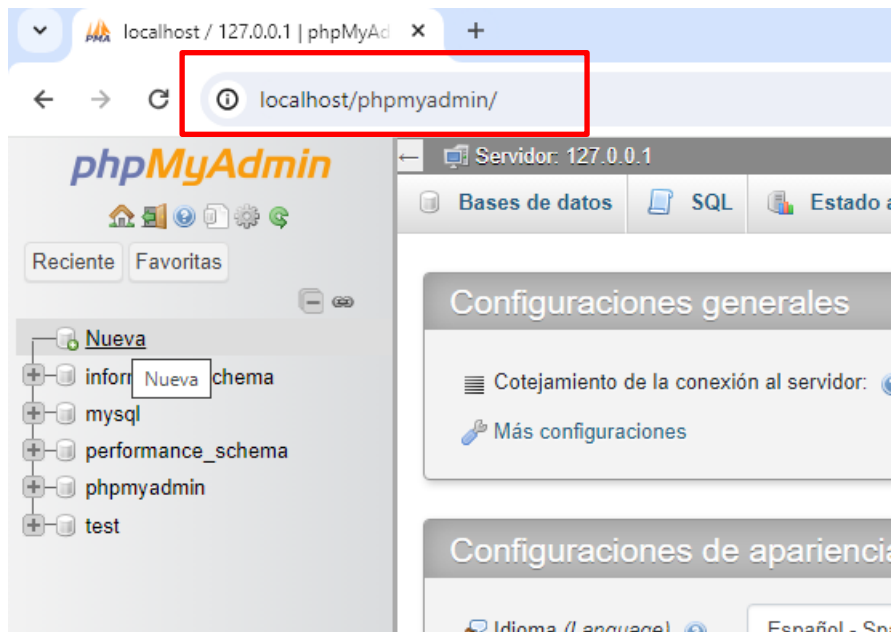 localhost / 127.0.0.1 | phpMyAd
localhost/phpmyadmin/
phpMyAdmin
Reciente Favoritas
Nueva
Nueva
mysql
performance_schema
phpmyadmin
test
Servidor: 127.0.0.1
Bases de datos SQL Estado
Configuraciones generales
Cotejamiento de la conexión al servidor:
Más configuraciones
Configuraciones de apariencia
Idioma (Language)
Español